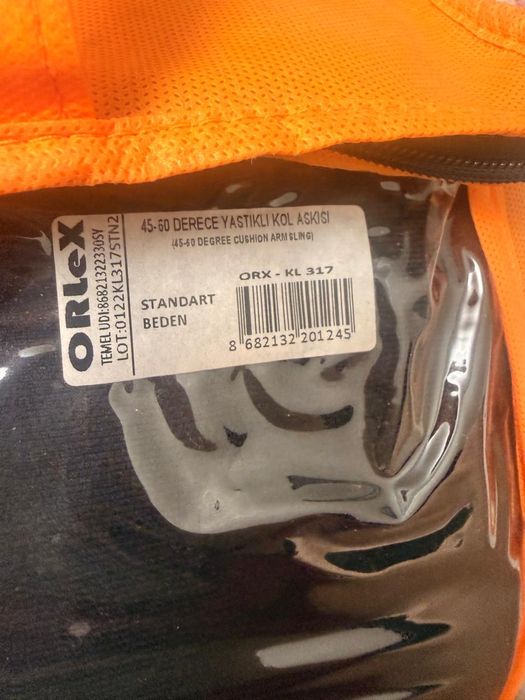 ORLeX
TEMEL UDI:86821322330SY
LOT:0122KL317STN2
45-60 DERECE YASTIKLI KOL ASKISI
(45-60 DEGREE CUSHION ARM SLING)
ORX - KL 317
STANDART
BEDEN
8 682132 201245